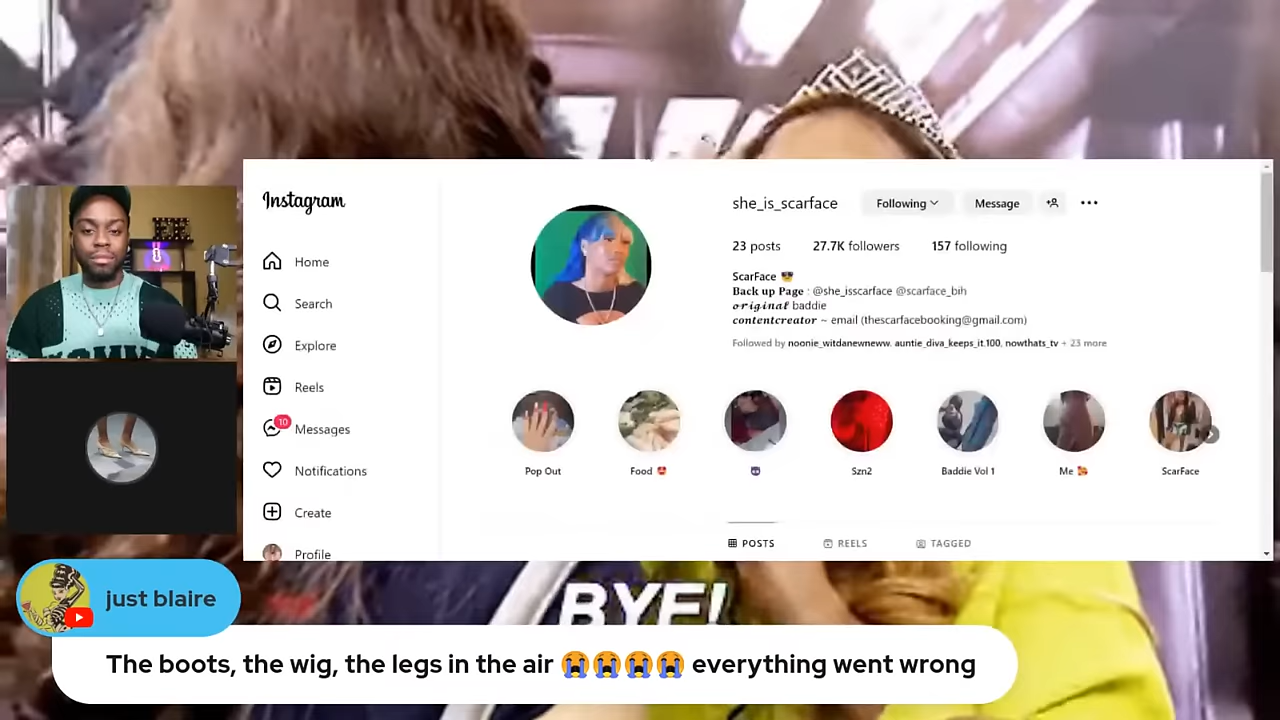 Instagram
Home
Search
Explore
Reels
10
Messages
Notifications
Create
Profile
she_is_scarface
Following
Message
23 posts 27.7K followers 157 following
ScarFace 😎
Back up Page : @she_isscarface @scarface_bih
original baddie
contentcreator ~ email (thescarfacebooking@gmail.com)
Followed by noonie_witdanewneww, auntie_diva_keeps_it.100, nowthats_tv + 23 more
Pop Out
Food 😍
😈
Szn2
Baddie Vol 1
Me 🥰
ScarFace
POSTS
REELS
TAGGED
BYE!
just blaire
The boots, the wig, the legs in the air 😭😭😭😭 everything went wrong